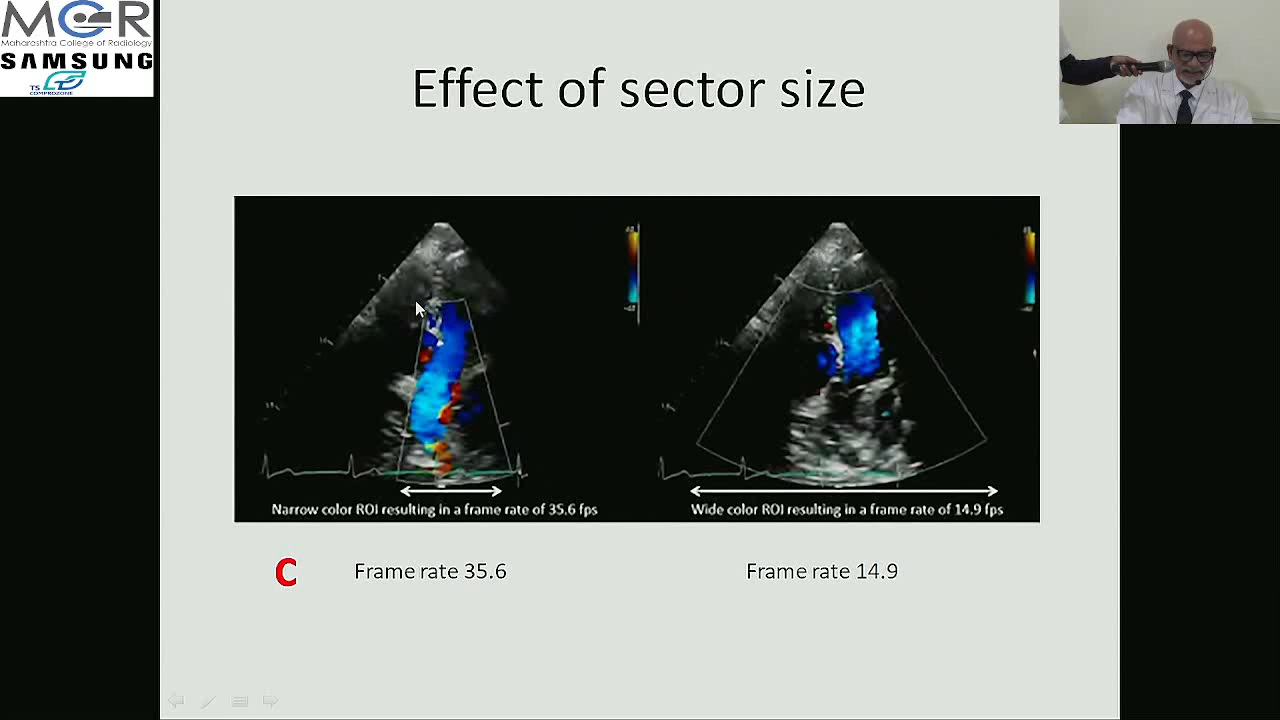 MCR
Maharashtra College of Radiology
SAMSUNG
TS
COMPROZONE
Effect of sector size
Narrow color ROI resulting in a frame rate of 35.6 fps
Wide color ROI resulting in a frame rate of 14.9 fps
C
Frame rate 35.6
Frame rate 14.9